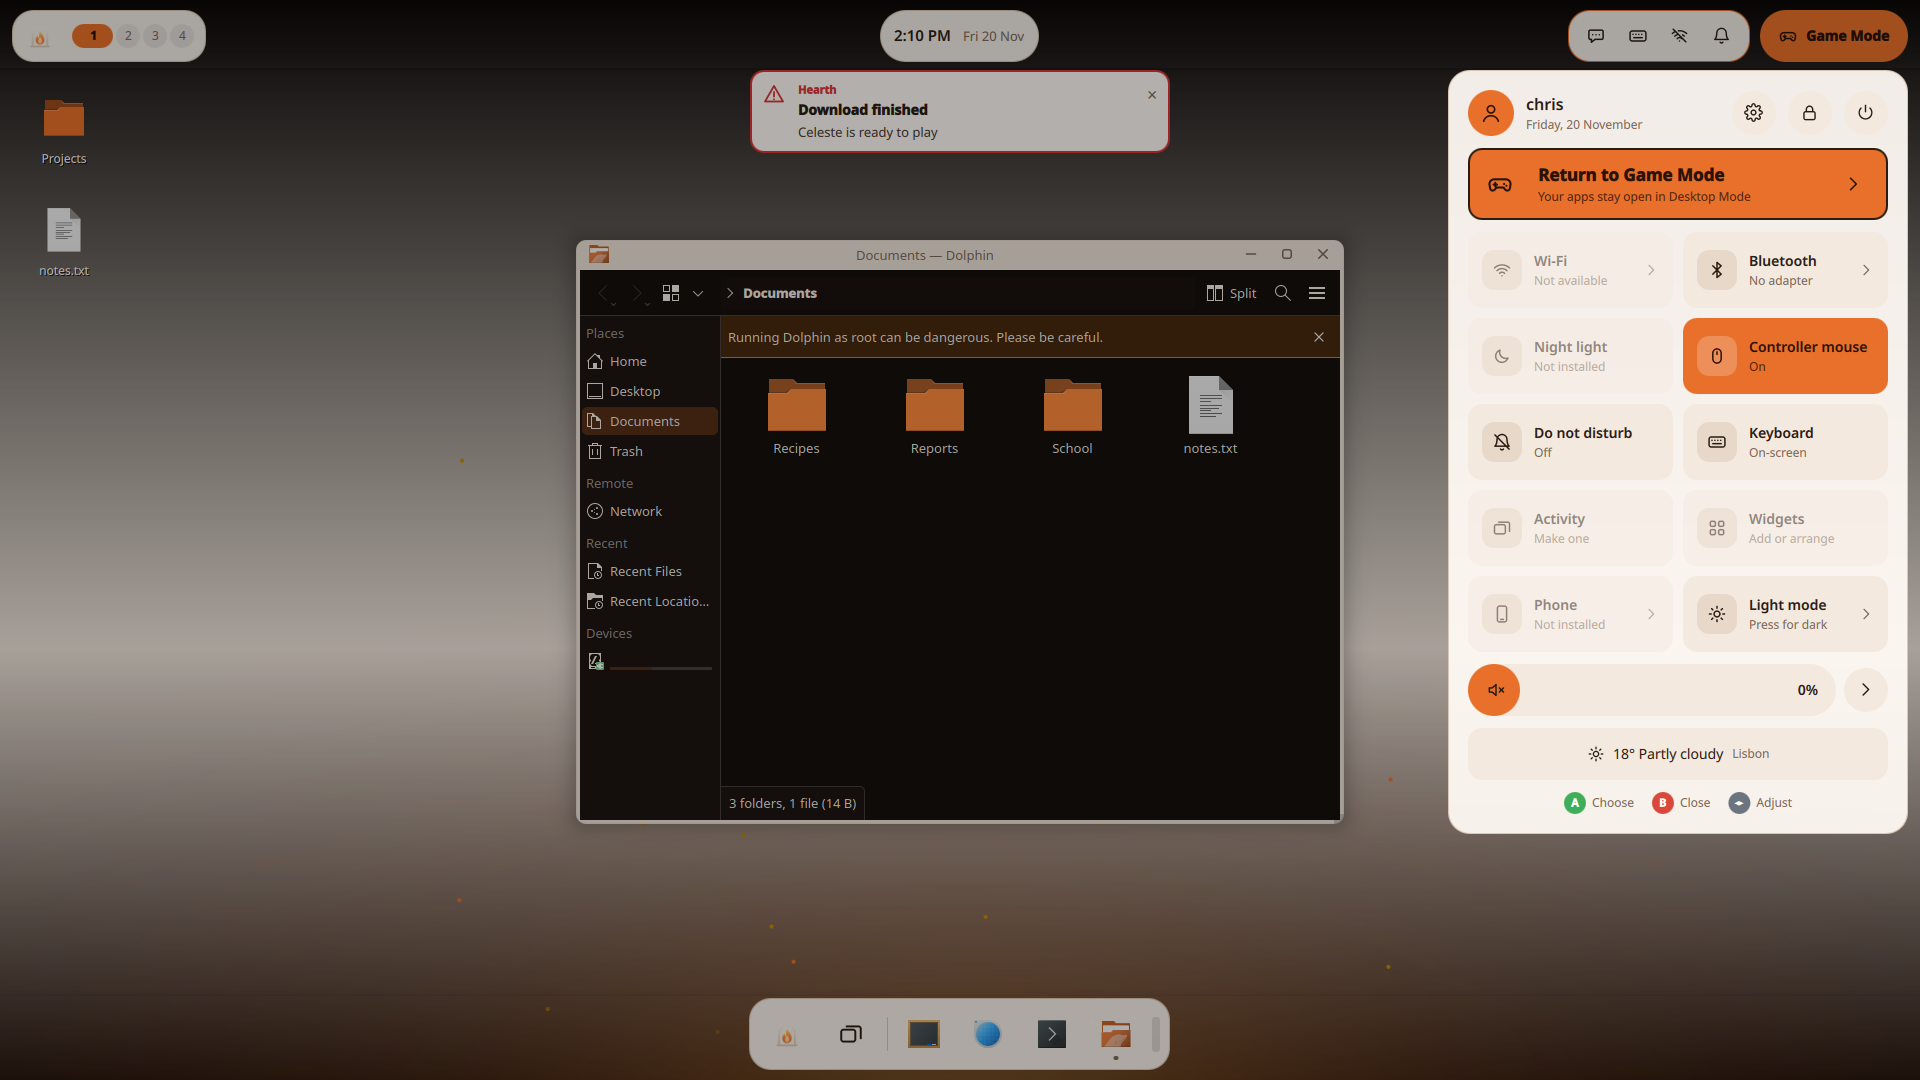 1 2 3 4
2:10 PM Fri 20 Nov
Game Mode
Projects
notes.txt
Hearth
Download finished
Celeste is ready to play
Documents — Dolphin
Documents
Split
Places
Home
Desktop
Documents
Trash
Remote
Network
Recent
Recent Files
Recent Locatio...
Devices
Running Dolphin as root can be dangerous. Please be careful.
Recipes
Reports
School
notes.txt
3 folders, 1 file (14 B)
chris
Friday, 20 November
Return to Game Mode
Your apps stay open in Desktop Mode
Wi-Fi
Not available
Bluetooth
No adapter
Night light
Not installed
Controller mouse
On
Do not disturb
Off
Keyboard
On-screen
Activity
Make one
Widgets
Add or arrange
Phone
Not installed
Light mode
Press for dark
0%
18° Partly cloudy Lisbon
A Choose B Close Adjust